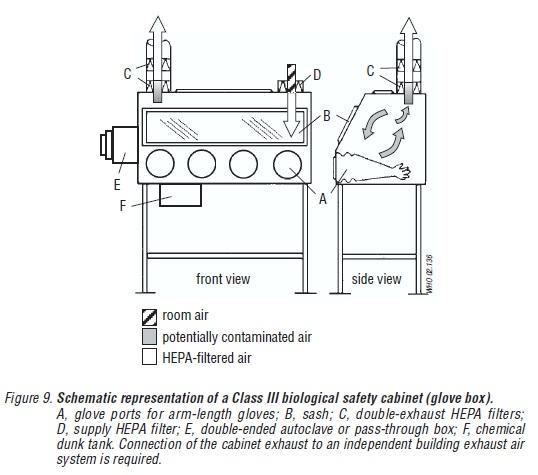 C
D
C
B
E
A
F
front view
side view
WHO 02.136
room air
potentially contaminated air
HEPA-filtered air
Figure 9. Schematic representation of a Class III biological safety cabinet (glove box).
A, glove ports for arm-length gloves; B, sash; C, double-exhaust HEPA filters;
D, supply HEPA filter; E, double-ended autoclave or pass-through box; F, chemical
dunk tank. Connection of the cabinet exhaust to an independent building exhaust air
system is required.